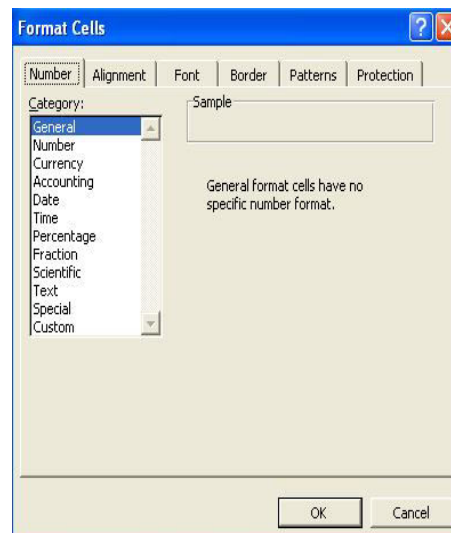 Format Cells
Number Alignment Font Border Patterns Protection
Category:
General
Number
Currency
Accounting
Date
Time
Percentage
Fraction
Scientific
Text
Special
Custom
Sample
General format cells have no
specific number format.
OK Cancel